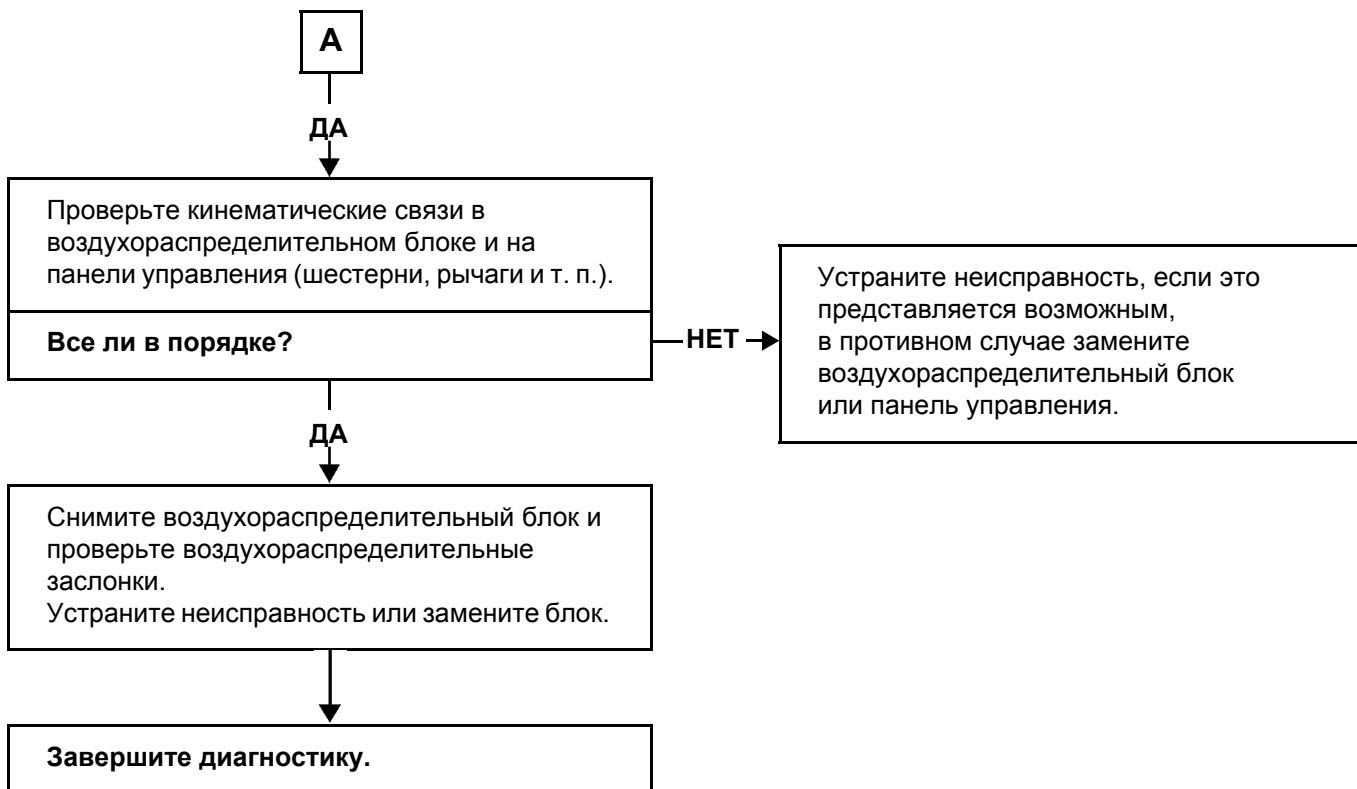 А
ДА
Проверьте кинематические связи в
воздухораспределительном блоке и на
панели управления (шестерни, рычаги и т. п.).
Все ли в порядке?
НЕТ
Устраните неисправность, если это
представляется возможным,
в противном случае замените
воздухораспределительный блок
или панель управления.
ДА
Снимите воздухораспределительный блок и
проверьте воздухораспределительные
заслонки.
Устраните неисправность или замените блок.
Завершите диагностику.